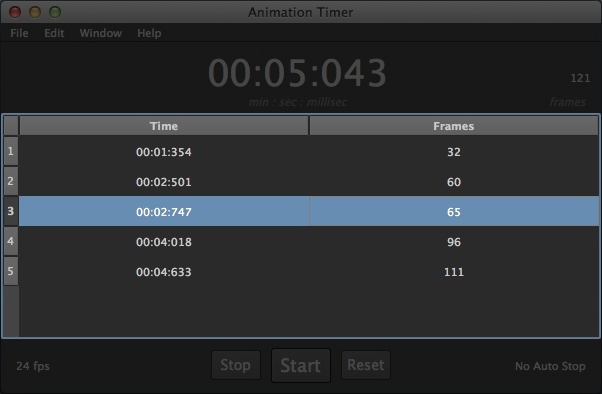 Animation Timer
File Edit Window Help
00:05:043
121
min : sec : millisec frames
Time Frames
1 00:01:354 32
2 00:02:501 60
3 00:02:747 65
4 00:04:018 96
5 00:04:633 111
24 fps Stop Start Reset No Auto Stop